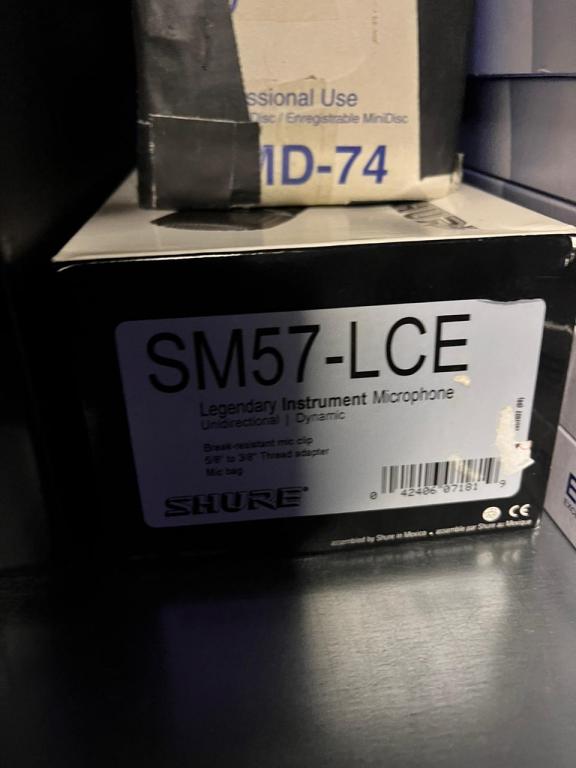 ssional Use
Disc / Enregistrable MiniDisc
MD-74
SHURE
SM57-LCE
Legendary Instrument Microphone
Unidirectional | Dynamic
Break-resistant mic clip
5/8" to 3/8" Thread adapter
Mic bag
SHURE®
0 42406 07181 9
CE
assembled by Shure in Mexico • assemblé par Shure au Mexique